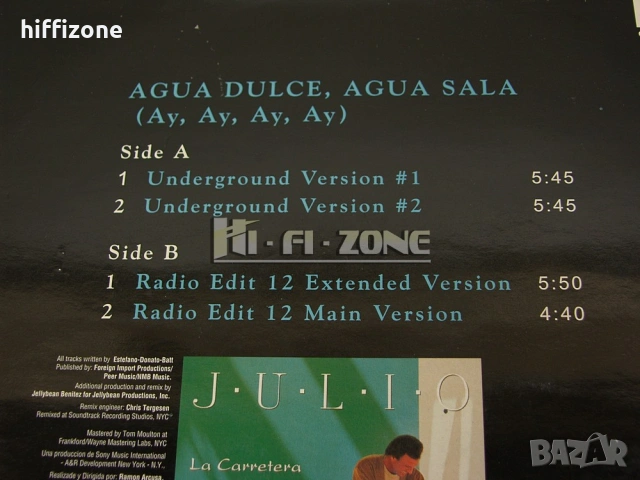 hiffizone
AGUA DULCE, AGUA SALA
(Ay, Ay, Ay, Ay)
Side A
1 Underground Version #1 5:45
2 Underground Version #2 5:45
Hi-Fi-ZONE
Side B
1 Radio Edit 12 Extended Version 5:50
2 Radio Edit 12 Main Version 4:40
All tracks written by Estefano-Donato-Batt
Published by: Foreign Import Productions/
Peer Music/NMB Music.
Additional production and remix by
Jellybean Benitez for Jellybean Productions, Inc.
Remix engineer: Chris Torgesen
Remixed at Soundtrack Recording Studios, NYC
Mastered by Tom Moulton at
Frankford/Wayne Mastering Labs, NYC
Una produccion de Sony Music International
- A&R Development New York - N.Y.,
Realizada y Dirigida por: Ramon Arcusa.
J·U·L·I·O
La Carretera
BAZAR